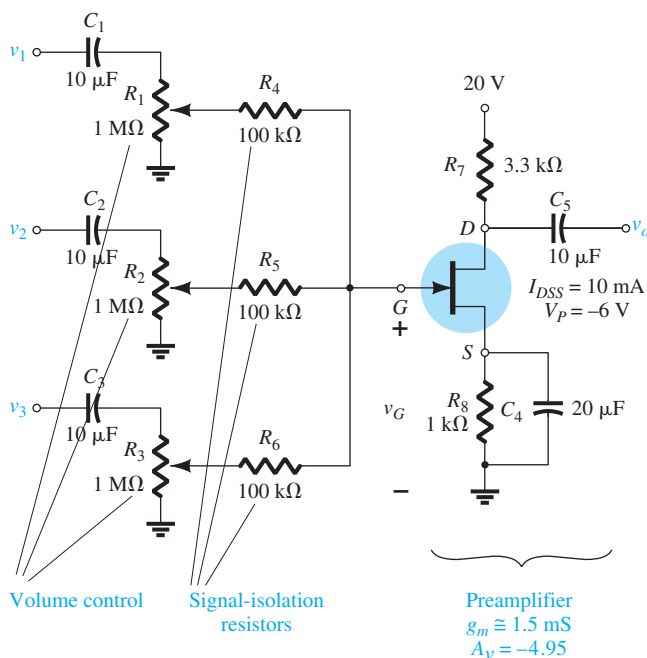 C1
v1
10 μF
R1
1 MΩ
R4
100 kΩ
20 V
R7
3.3 kΩ
C2
v2
10 μF
R2
1 MΩ
R5
100 kΩ
D
C5
vo
10 μF
IDSS = 10 mA
VP = –6 V
G
+
S
C3
v3
10 μF
R3
1 MΩ
R6
100 kΩ
vG
R8
1 kΩ
C4
20 μF
–
Volume control
Signal-isolation
resistors
Preamplifier
gm ≅ 1.5 mS
Av = –4.95